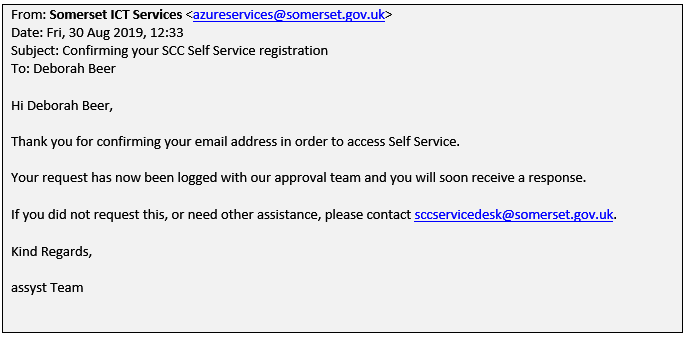 From: Somerset ICT Services <azureservices@somerset.gov.uk>
Date: Fri, 30 Aug 2019, 12:33
Subject: Confirming your SCC Self Service registration
To: Deborah Beer
Hi Deborah Beer,
Thank you for confirming your email address in order to access Self Service.
Your request has now been logged with our approval team and you will soon receive a response.
If you did not request this, or need other assistance, please contact sccservicedesk@somerset.gov.uk.
Kind Regards,
assyst Team